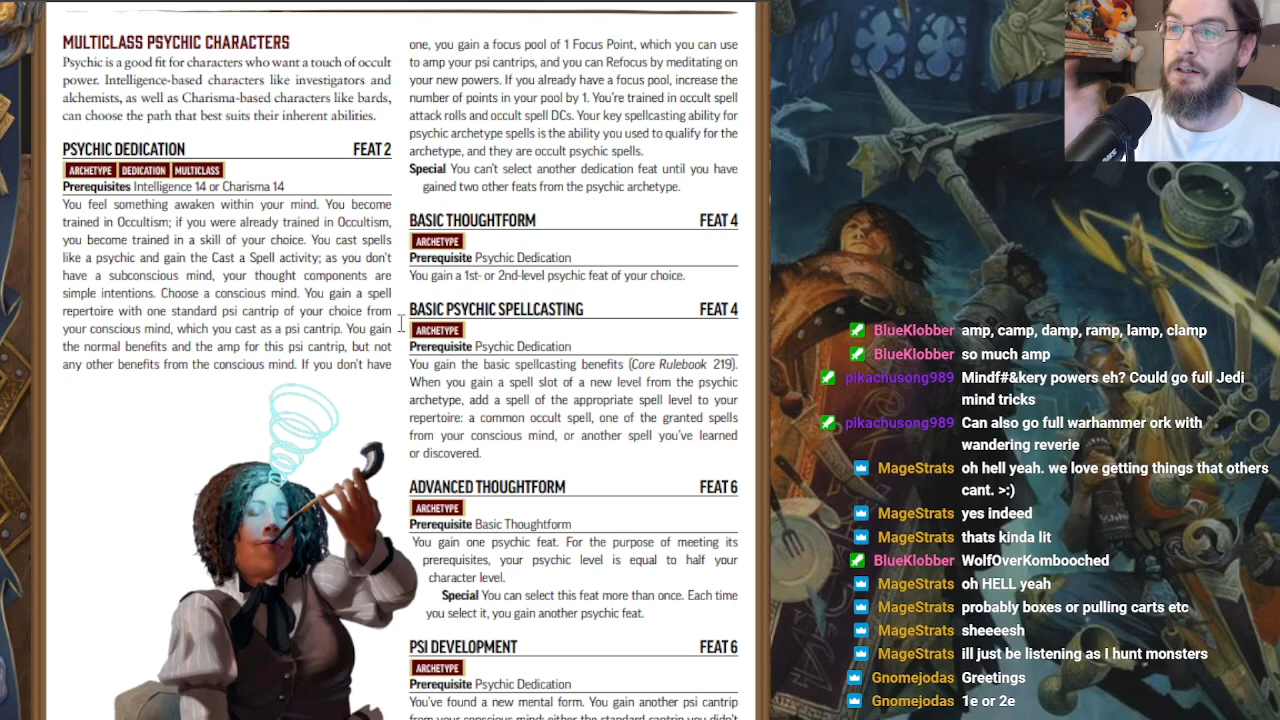 MULTICLASS PSYCHIC CHARACTERS
Psychic is a good fit for characters who want a touch of occult
power. Intelligence-based characters like investigators and
alchemists, as well as Charisma-based characters like bards,
can choose the path that best suits their inherent abilities.
PSYCHIC DEDICATION FEAT 2
ARCHETYPE DEDICATION MULTICLASS
Prerequisites Intelligence 14 or Charisma 14
You feel something awaken within your mind. You become
trained in Occultism; if you were already trained in Occultism,
you become trained in a skill of your choice. You cast spells
like a psychic and gain the Cast a Spell activity; as you don't
have a subconscious mind, your thought components are
simple intentions. Choose a conscious mind. You gain a spell
repertoire with one standard psi cantrip of your choice from
your conscious mind, which you cast as a psi cantrip. You gain
the normal benefits and the amp for this psi cantrip, but not
any other benefits from the conscious mind. If you don't have
one, you gain a focus pool of 1 Focus Point, which you can use
to amp your psi cantrips, and you can Refocus by meditating on
your new powers. If you already have a focus pool, increase the
number of points in your pool by 1. You're trained in occult spell
attack rolls and occult spell DCs. Your key spellcasting ability for
psychic archetype spells is the ability you used to qualify for the
archetype, and they are occult psychic spells.
Special You can't select another dedication feat until you have
gained two other feats from the psychic archetype.
BASIC THOUGHTFORM FEAT 4
ARCHETYPE
Prerequisite Psychic Dedication
You gain a 1st- or 2nd-level psychic feat of your choice.
BASIC PSYCHIC SPELLCASTING FEAT 4
ARCHETYPE
Prerequisite Psychic Dedication
You gain the basic spellcasting benefits (Core Rulebook 219).
When you gain a spell slot of a new level from the psychic
archetype, add a spell of the appropriate spell level to your
repertoire: a common occult spell, one of the granted spells
from your conscious mind, or another spell you've learned
or discovered.
ADVANCED THOUGHTFORM FEAT 6
ARCHETYPE
Prerequisite Basic Thoughtform
You gain one psychic feat. For the purpose of meeting its
prerequisites, your psychic level is equal to half your
character level.
Special You can select this feat more than once. Each time
you select it, you gain another psychic feat.
PSI DEVELOPMENT FEAT 6
ARCHETYPE
Prerequisite Psychic Dedication
You've found a new mental form. You gain another psi cantrip
from your conscious mind: either the standard cantrip you didn't
BlueKlobber amp, camp, damp, ramp, lamp, clamp
BlueKlobber so much amp
pikachusong989 Mindf#&kery powers eh? Could go full Jedi
mind tricks
pikachusong989 Can also go full warhammer ork with
wandering reverie
MageStrats oh hell yeah. we love getting things that others
cant. >:)
MageStrats yes indeed
MageStrats thats kinda lit
BlueKlobber WolfOverKombooched
MageStrats oh HELL yeah
MageStrats probably boxes or pulling carts etc
MageStrats sheeeesh
MageStrats ill just be listening as I hunt monsters
Gnomejodas Greetings
Gnomejodas 1e or 2e